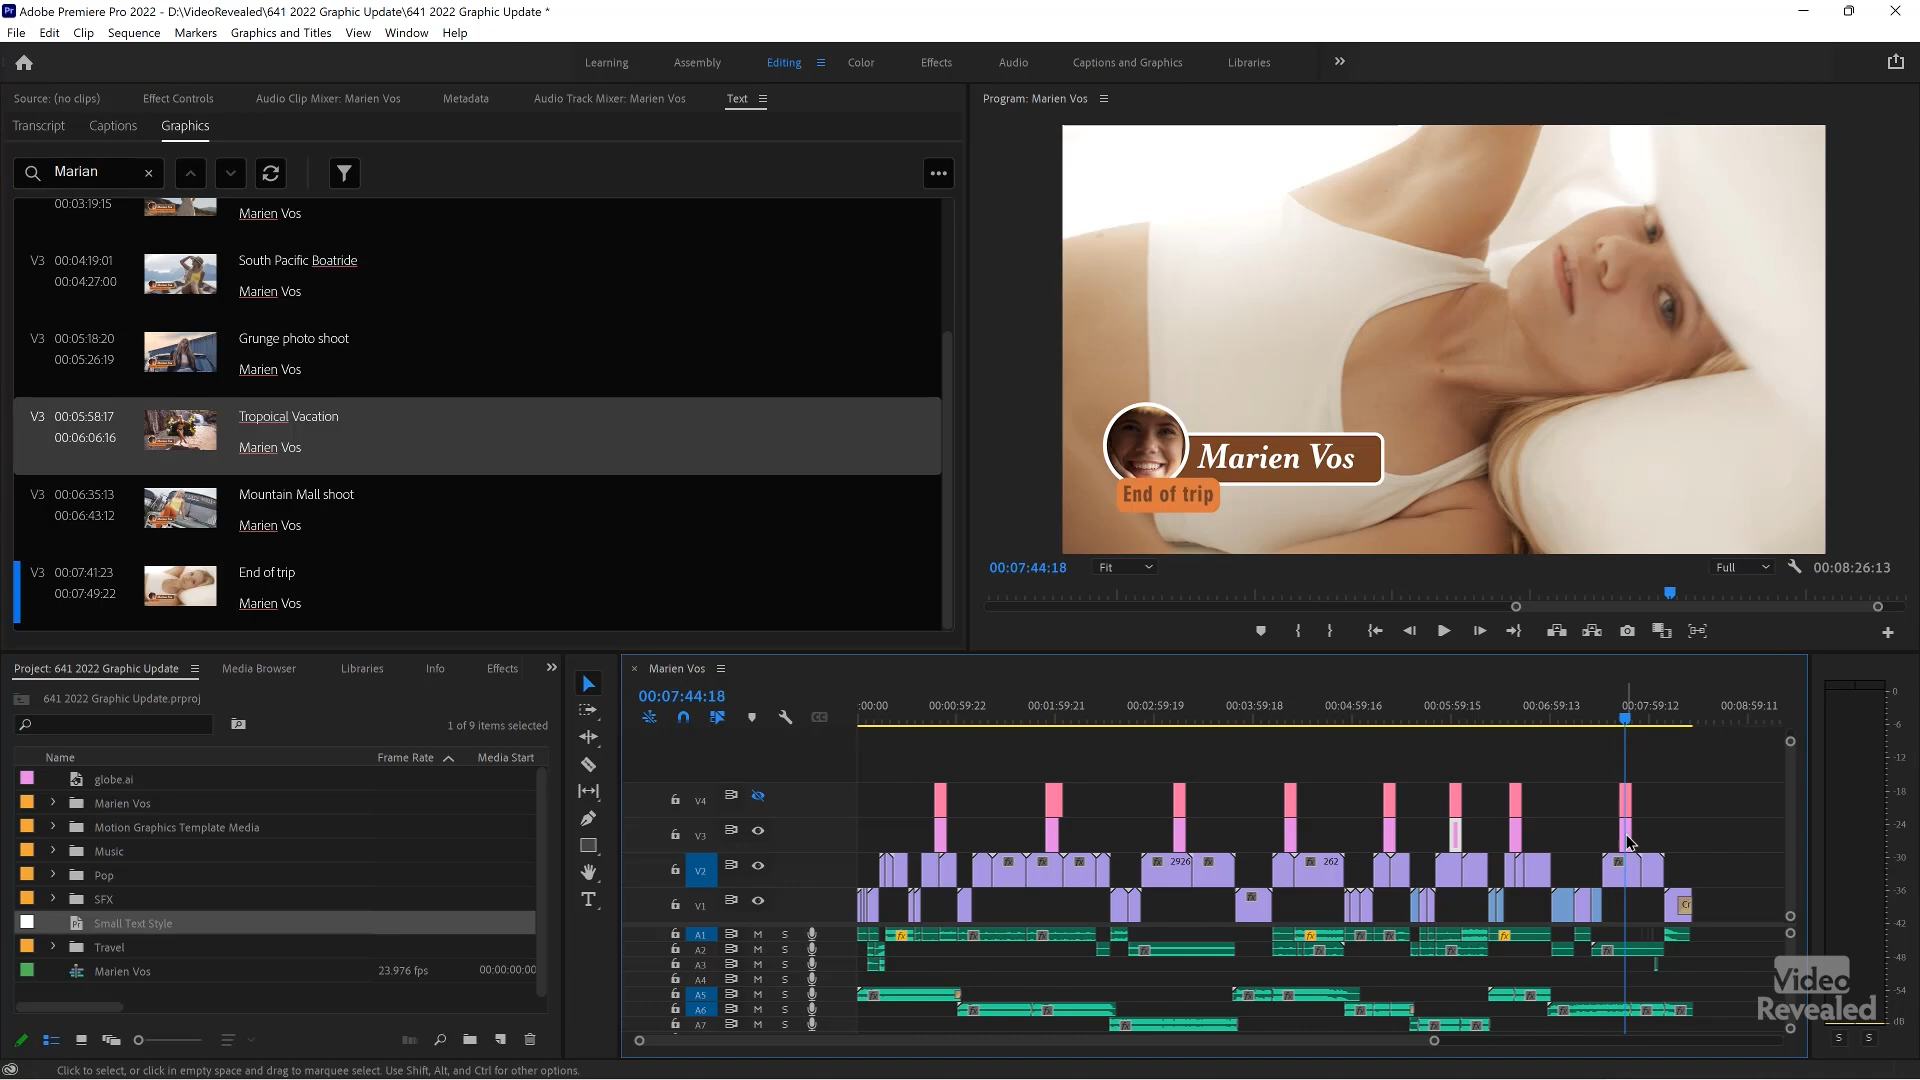 Adobe Premiere Pro 2022 - D:\VideoRevealed\641 2022 Graphic Update\641 2022 Graphic Update *
File Edit Clip Sequence Markers Graphics and Titles View Window Help
Learning Assembly Editing Color Effects Audio Captions and Graphics Libraries
Source: (no clips) Effect Controls Audio Clip Mixer: Marien Vos Metadata Audio Track Mixer: Marien Vos Text
Program: Marien Vos
Transcript Captions Graphics
Marian
00:03:19:15
Marien Vos
V3 00:04:19:01 South Pacific Boatride
00:04:27:00
Marien Vos
V3 00:05:18:20 Grunge photo shoot
00:05:26:19
Marien Vos
V3 00:05:58:17 Tropoical Vacation
00:06:06:16
Marien Vos
V3 00:06:35:13 Mountain Mall shoot
00:06:43:12
Marien Vos
V3 00:07:41:23 End of trip
00:07:49:22
Marien Vos
Marien Vos
End of trip
00:07:44:18 Fit Full 00:08:26:13
Project: 641 2022 Graphic Update Media Browser Libraries Info Effects
641 2022 Graphic Update.prproj
1 of 9 items selected
Name Frame Rate Media Start
globe.ai
Marien Vos
Motion Graphics Template Media
Music
Pop
SFX
Small Text Style
Travel
Marien Vos 23.976 fps 00:00:00:00
Marien Vos
00:07:44:18
:00:00 00:00:59:22 00:01:59:21 00:02:59:19 00:03:59:18 00:04:59:16 00:05:59:15 00:06:59:13 00:07:59:12 00:08:59:11
V4
V3
V2 2926 262
V1 Cr
A1 M S
A2 M S
A3 M S
A4 M S
A5 M S
A6 M S
A7 M S
0
-6
-12
-18
-24
-30
-36
-42
-48
-54
dB
S S
Video
Revealed
Click to select, or click in empty space and drag to marquee select. Use Shift, Alt, and Ctrl for other options.